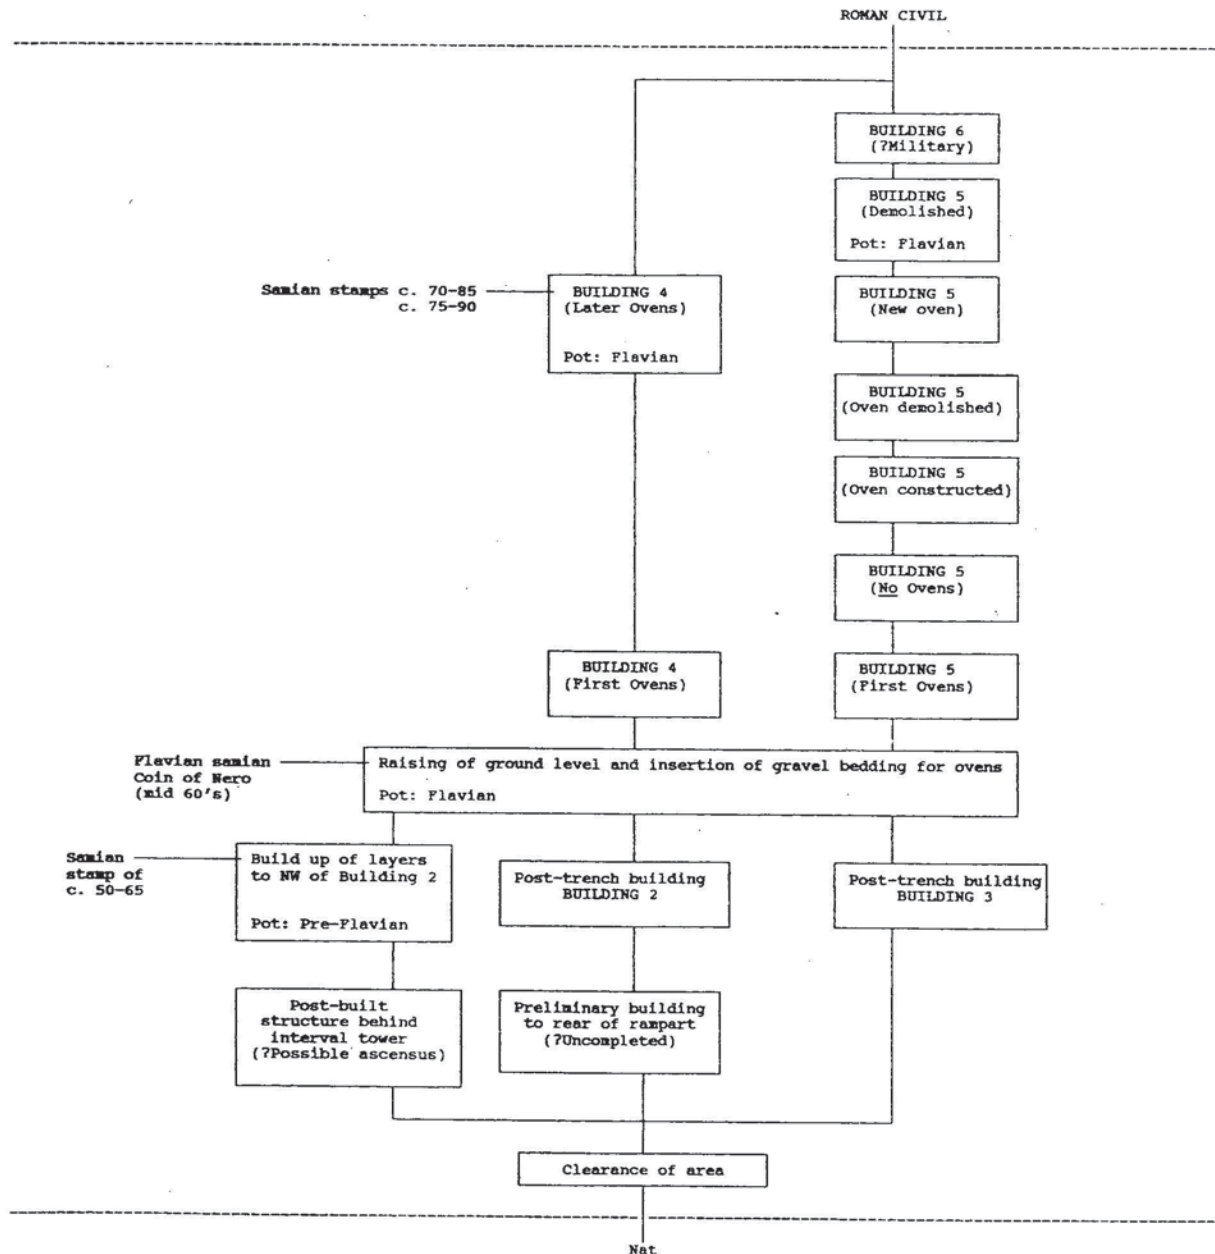 ROMAN CIVIL
BUILDING 6
(?Military)
BUILDING 5
(Demolished)
Pot: Flavian
Samian stamps c. 70-85
c. 75-90
BUILDING 4
(Later Ovens)
Pot: Flavian
BUILDING 5
(New oven)
BUILDING 5
(Oven demolished)
BUILDING 5
(Oven constructed)
BUILDING 5
(No Ovens)
BUILDING 4
(First Ovens)
BUILDING 5
(First Ovens)
Flavian samian
Coin of Nero
(mid 60's)
Raising of ground level and insertion of gravel bedding for ovens
Pot: Flavian
Samian
stamp of
c. 50-65
Build up of layers
to NW of Building 2
Pot: Pre-Flavian
Post-trench building
BUILDING 2
Post-trench building
BUILDING 3
Post-built
structure behind
interval tower
(?Possible ascensus)
Preliminary building
to rear of rampart
(?Uncompleted)
Clearance of area
Nat